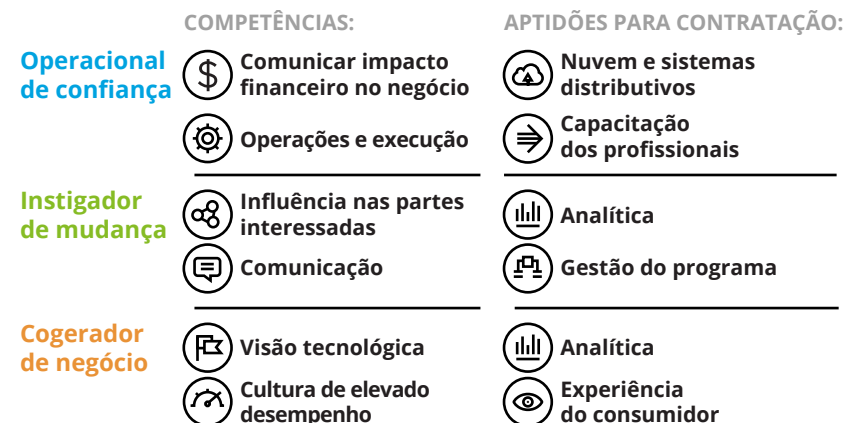 COMPETÊNCIAS:
APTIDÕES PARA CONTRATAÇÃO:
Operacional
de confiança
Comunicar impacto
financeiro no negócio
Nuvem e sistemas
distributivos
Operações e execução
Capacitação
dos profissionais
Instigador
de mudança
Influência nas partes
interessadas
Analítica
Comunicação
Gestão do programa
Cogerador
de negócio
Visão tecnológica
Analítica
Cultura de elevado
desempenho
Experiência
do consumidor